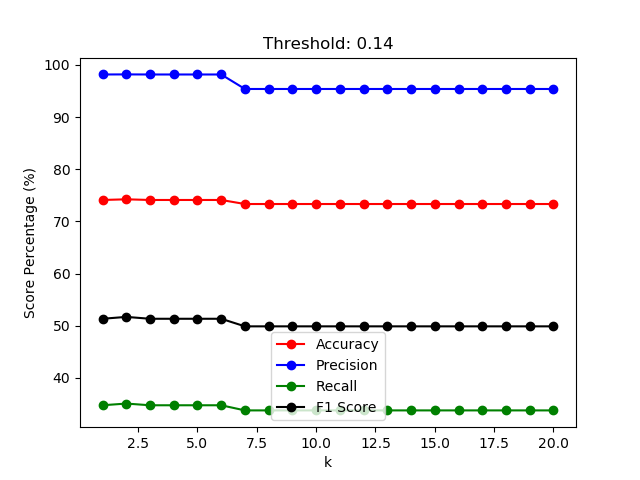 Threshold: 0.14
Score Percentage (%)
100
90
80
70
60
50
40
Accuracy
Precision
Recall
F1 Score
2.5 5.0 7.5 10.0 12.5 15.0 17.5 20.0
k